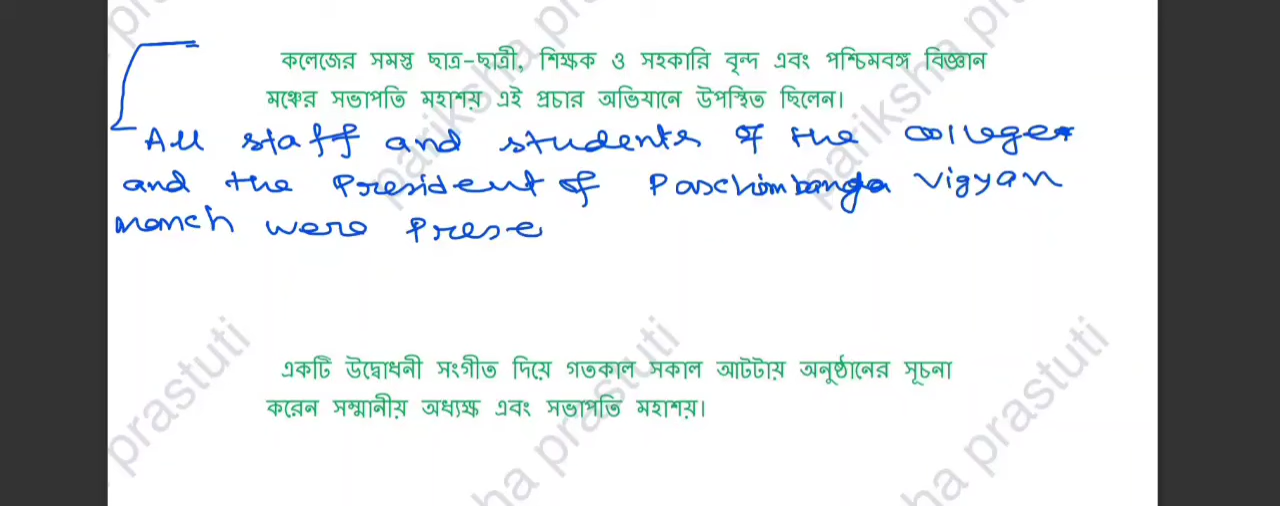 কলেজের সমস্ত ছাত্র-ছাত্রী, শিক্ষক ও সহকারি বৃন্দ এবং পশ্চিমবঙ্গ বিজ্ঞান
মঞ্চের সভাপতি মহাশয় এই প্রচার অভিযানে উপস্থিত ছিলেন।
All staff and students of the college
and the President of Paschimbanga Vigyan
Manch were Prese
একটি উদ্বোধনী সংগীত দিয়ে গতকাল সকাল আটটায় অনুষ্ঠানের সূচনা
করেন সম্মানীয় অধ্যক্ষ এবং সভাপতি মহাশয়।
pariksha prastuti